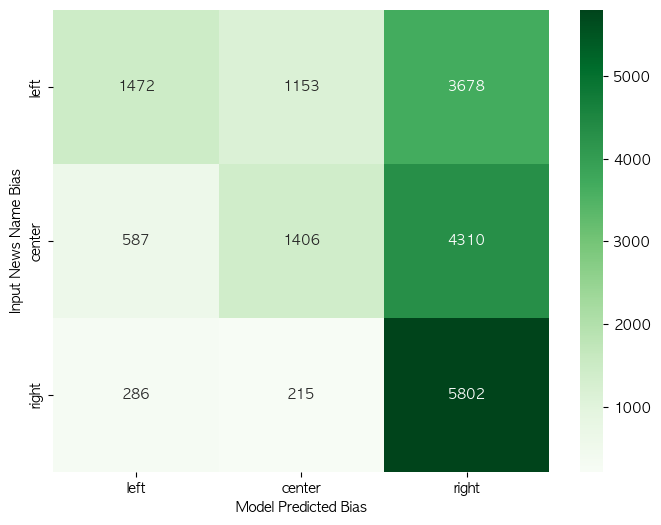 left
1472 1153 3678
center
587 1406 4310
right
286 215 5802
left center right
Model Predicted Bias
Input News Name Bias
5000
4000
3000
2000
1000